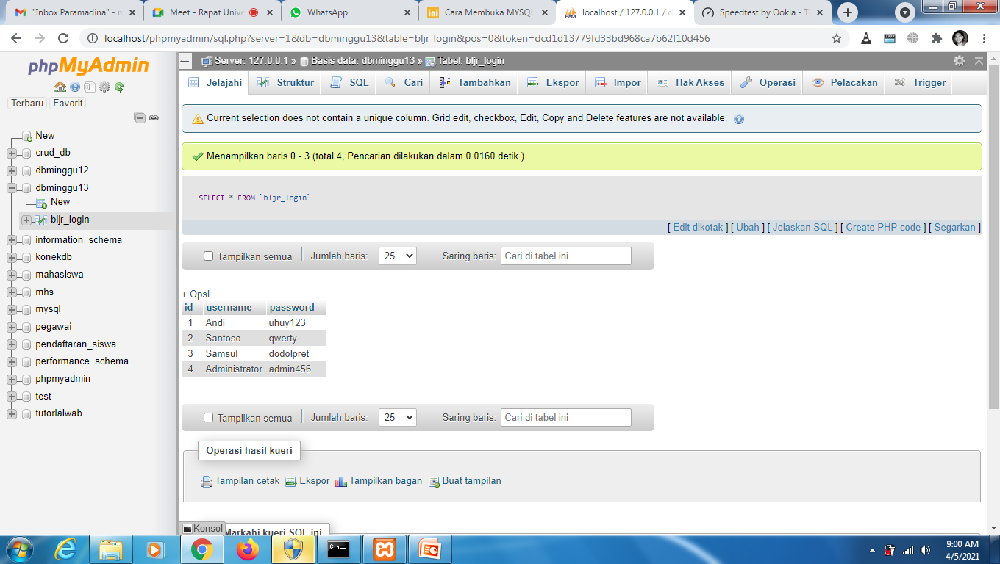 "Inbox Paramadina" - n
Meet - Rapat Unive
WhatsApp
Cara Membuka MYSQL
localhost / 127.0.0.1 / d
Speedtest by Ookla - T
localhost/phpmyadmin/sql.php?server=1&db=dbminggu13&table=bljr_login&pos=0&token=dcd1d13779fd33bd968ca7b62f10d456
phpMyAdmin
Terbaru Favorit
New
crud_db
dbminggu12
dbminggu13
New
bljr_login
information_schema
konekdb
mahasiswa
mhs
mysql
pegawai
pendaftaran_siswa
performance_schema
phpmyadmin
test
tutorialwab
Server: 127.0.0.1 » Basis data: dbminggu13 » Tabel: bljr_login
Jelajahi Struktur SQL Cari Tambahkan Ekspor Impor Hak Akses Operasi Pelacakan Trigger
Current selection does not contain a unique column. Grid edit, checkbox, Edit, Copy and Delete features are not available.
Menampilkan baris 0 - 3 (total 4, Pencarian dilakukan dalam 0.0160 detik.)
SELECT * FROM `bljr_login`
[ Edit dikotak ] [ Ubah ] [ Jelaskan SQL ] [ Create PHP code ] [ Segarkan ]
Tampilkan semua Jumlah baris: 25 Saring baris: Cari di tabel ini
+ Opsi
id username password
1 Andi uhuy123
2 Santoso qwerty
3 Samsul dodolpret
4 Administrator admin456
Tampilkan semua Jumlah baris: 25 Saring baris: Cari di tabel ini
Operasi hasil kueri
Tampilan cetak Ekspor Tampilkan bagan Buat tampilan
Konsol
Markahi kueri SQL ini
9:00 AM
4/5/2021